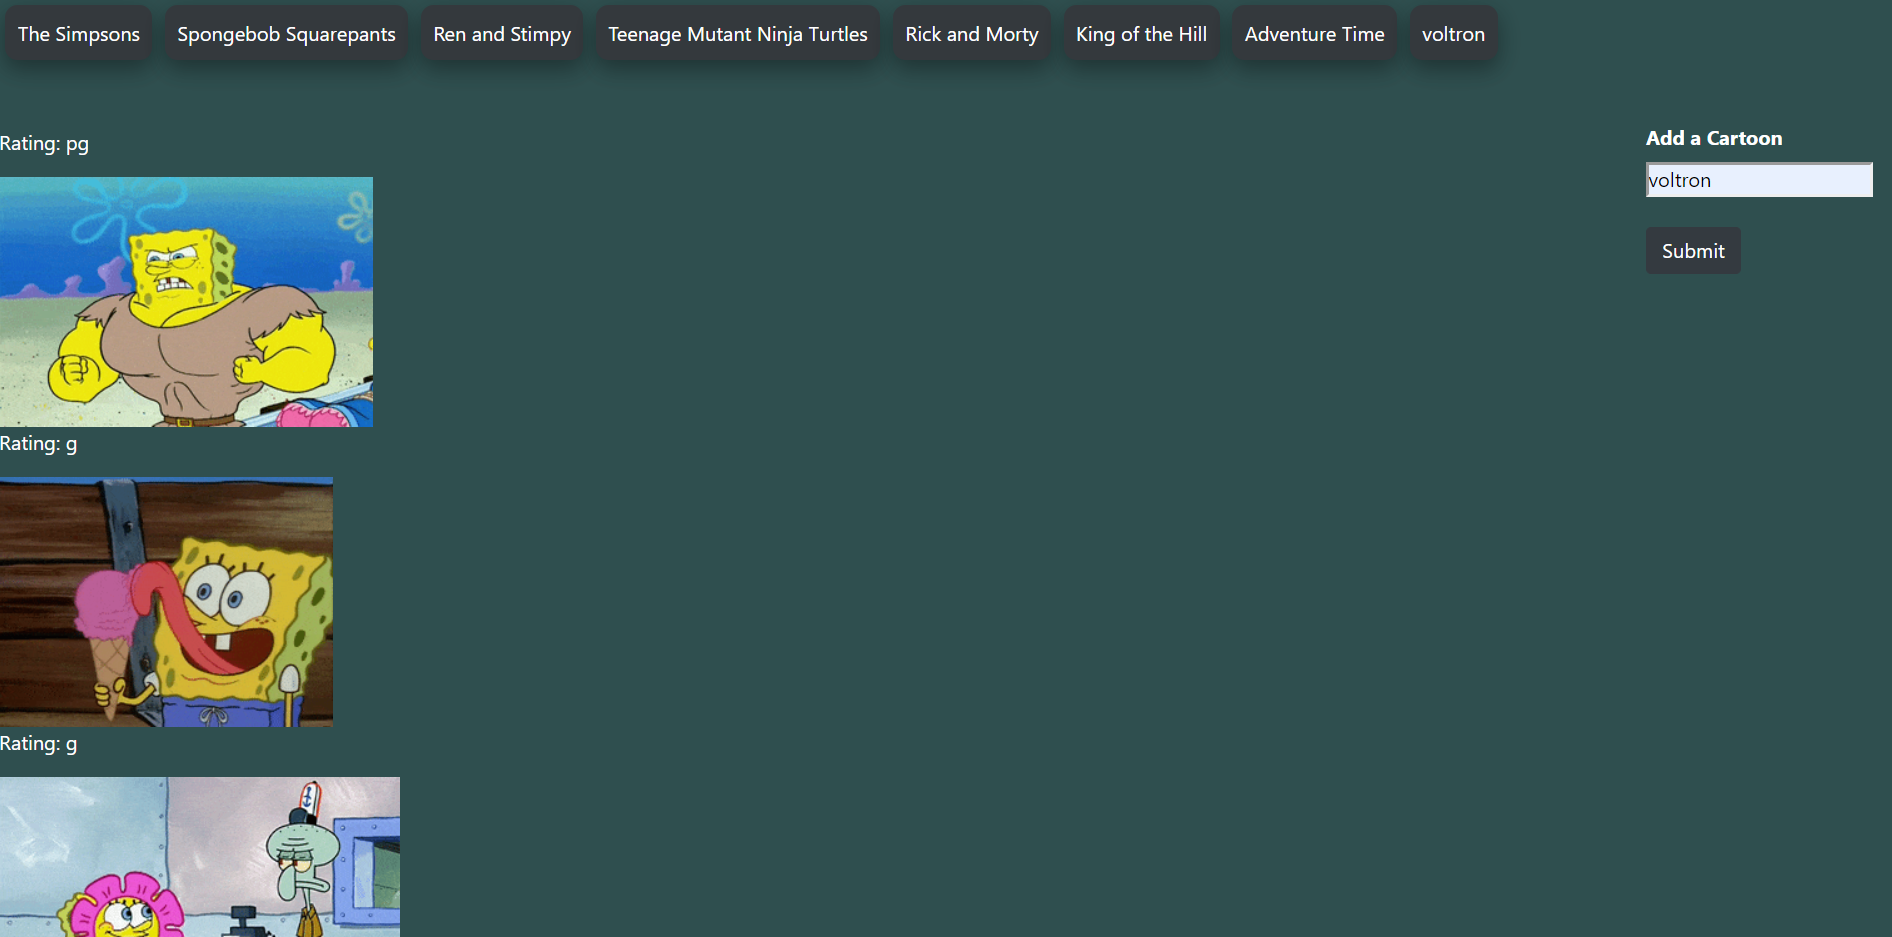 The Simpsons Spongebob Squarepants Ren and Stimpy Teenage Mutant Ninja Turtles Rick and Morty King of the Hill Adventure Time voltron
Rating: pg
Rating: g
Rating: g
Add a Cartoon
voltron
Submit